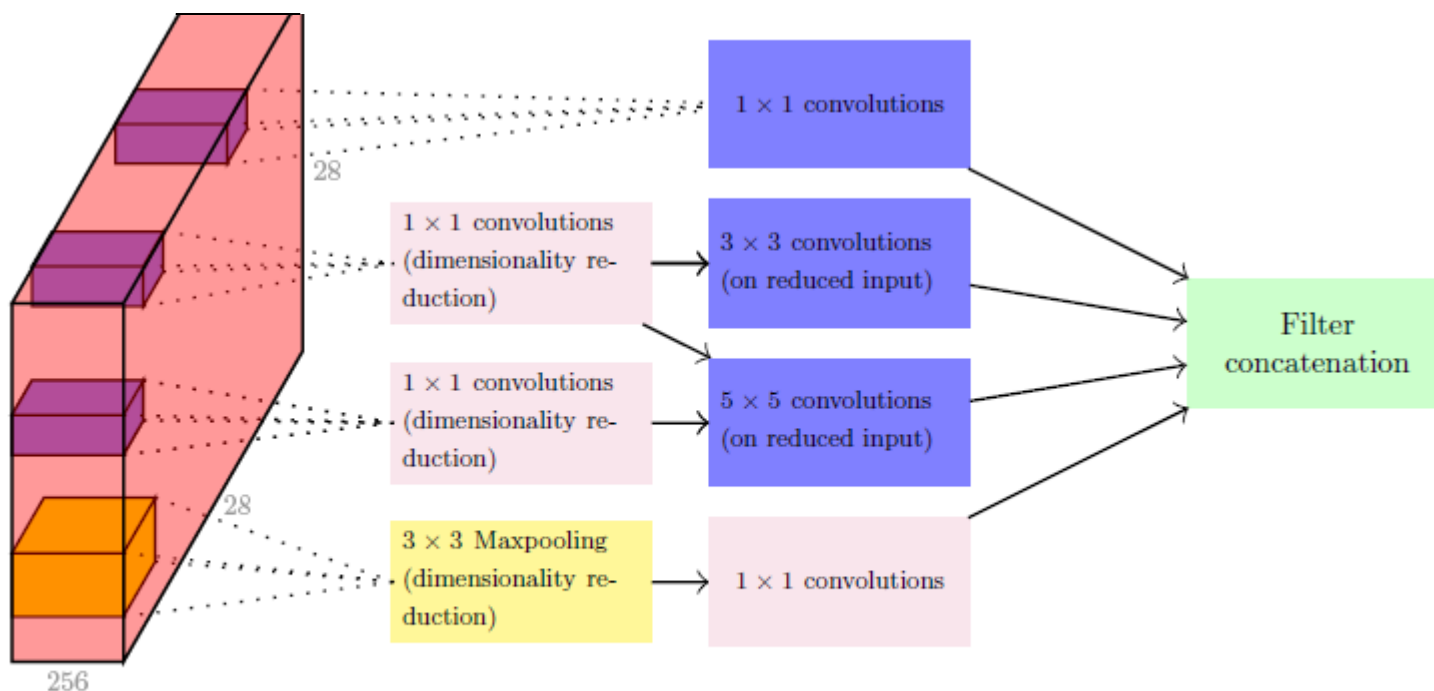 1 × 1 convolutions
28
1 × 1 convolutions
(dimensionality re-
duction)
3 × 3 convolutions
(on reduced input)
Filter
concatenation
1 × 1 convolutions
(dimensionality re-
duction)
5 × 5 convolutions
(on reduced input)
28
3 × 3 Maxpooling
(dimensionality re-
duction)
1 × 1 convolutions
256